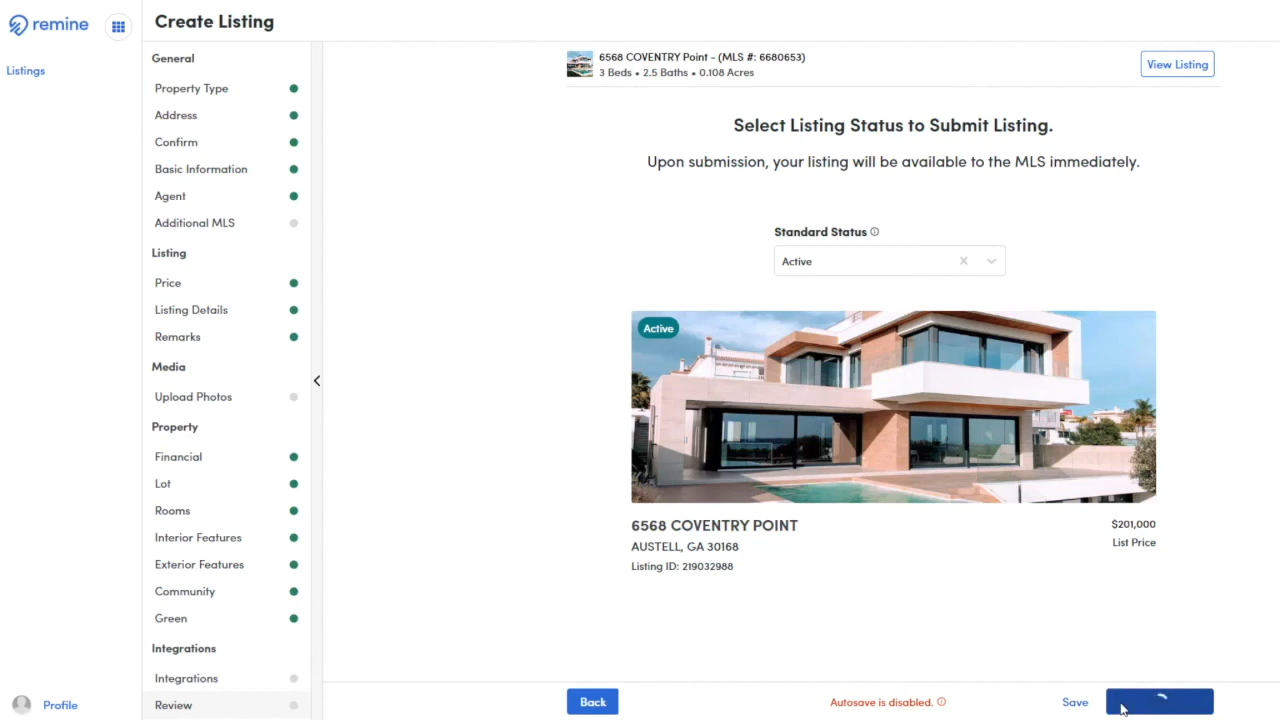 remine
Create Listing
Listings
General
Property Type
Address
Confirm
Basic Information
Agent
Additional MLS
Listing
Price
Listing Details
Remarks
Media
Upload Photos
Property
Financial
Lot
Rooms
Interior Features
Exterior Features
Community
Green
Integrations
Integrations
Review
Profile
6568 COVENTRY Point - (MLS #: 6680653)
3 Beds • 2.5 Baths • 0.108 Acres
View Listing
Select Listing Status to Submit Listing.
Upon submission, your listing will be available to the MLS immediately.
Standard Status
Active
Active
6568 COVENTRY POINT
$201,000
AUSTELL, GA 30168
List Price
Listing ID: 219032988
Back
Autosave is disabled.
Save